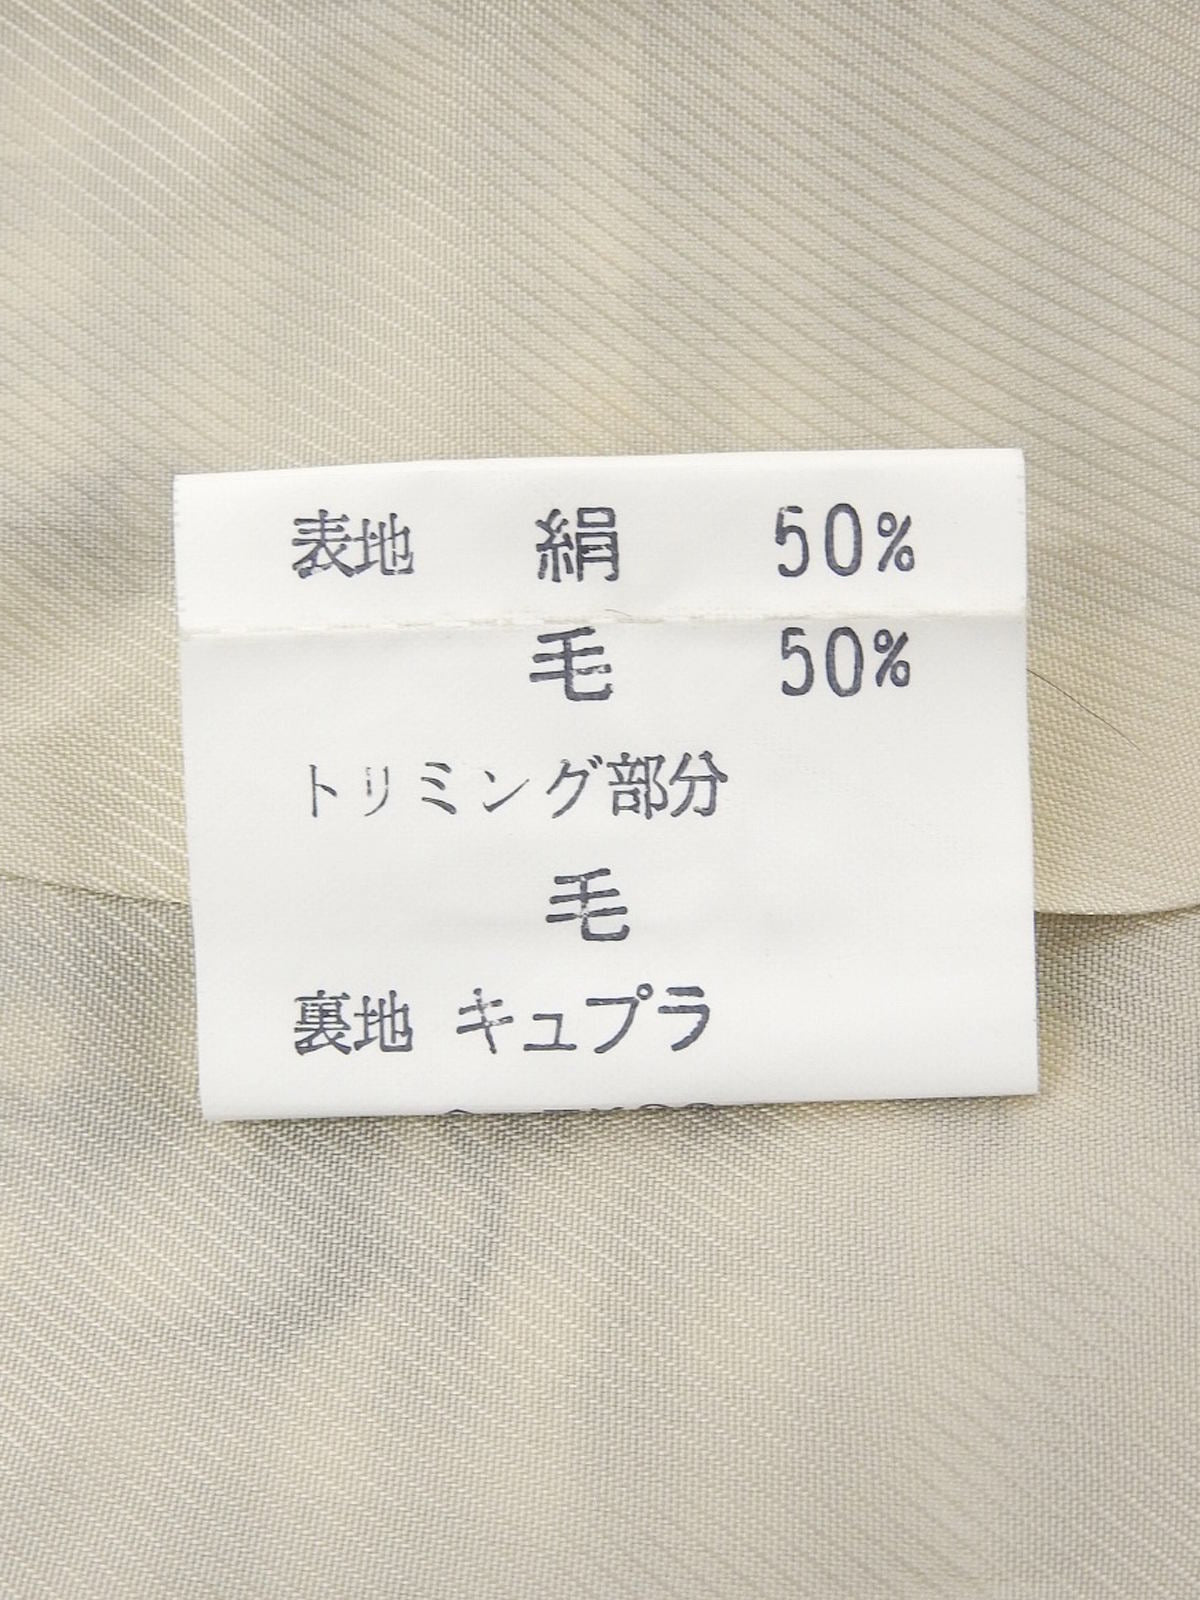 表地 絹 50%
毛 50%
トリミング部分
毛
裏地 キュプラ